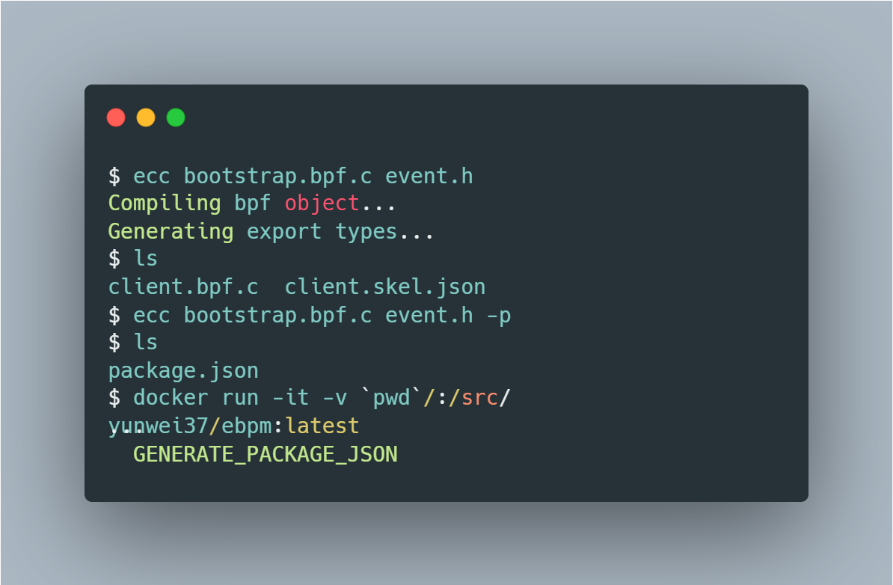 $ ecc bootstrap.bpf.c event.h
Compiling bpf object...
Generating export types...
$ ls
client.bpf.c  client.skel.json
$ ecc bootstrap.bpf.c event.h -p
$ ls
package.json
$ docker run -it -v `pwd`/:/src/
yunwei37/ebpm:latest
...
  GENERATE_PACKAGE_JSON